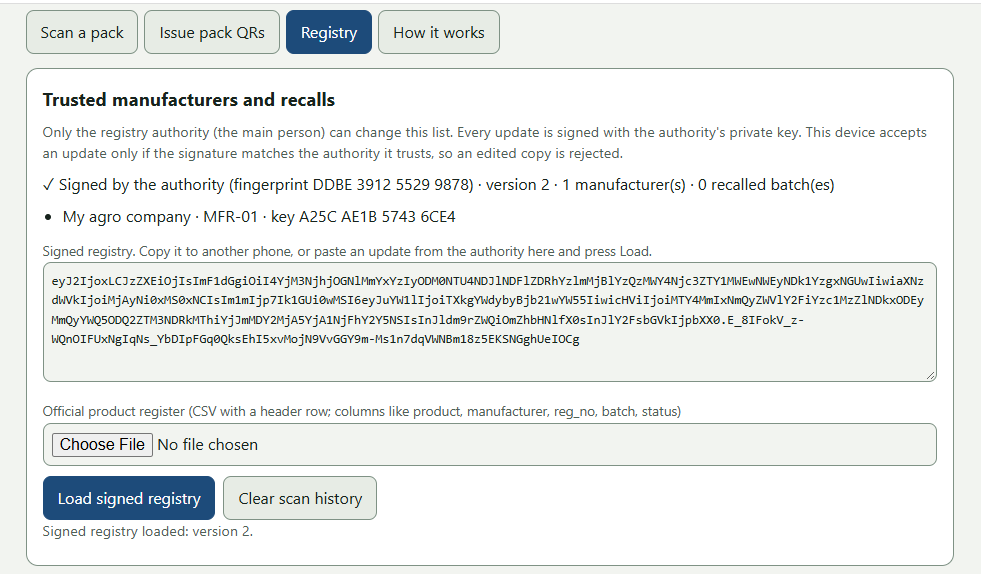 Scan a pack
Issue pack QRs
Registry
How it works
Trusted manufacturers and recalls
Only the registry authority (the main person) can change this list. Every update is signed with the authority's private key. This device accepts
an update only if the signature matches the authority it trusts, so an edited copy is rejected.
✓ Signed by the authority (fingerprint DDBE 3912 5529 9878) · version 2 · 1 manufacturer(s) · 0 recalled batch(es)
• My agro company · MFR-01 · key A25C AE1B 5743 6CE4
Signed registry. Copy it to another phone, or paste an update from the authority here and press Load.
Official product register (CSV with a header row; columns like product, manufacturer, reg_no, batch, status)
Choose File No file chosen
Load signed registry
Clear scan history
Signed registry loaded: version 2.